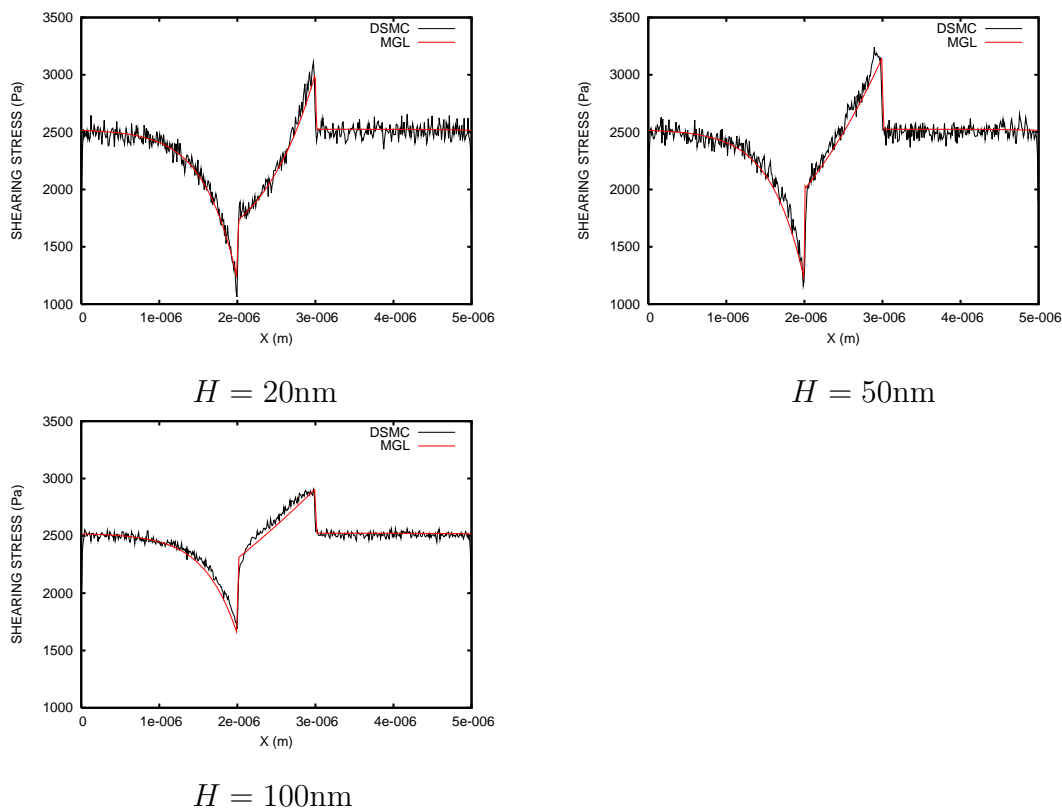 3500
3000
2500
2000
1500
1000
SHEARING STRESS (Pa)
DSMC
MGL
0
1e-006
2e-006
3e-006
4e-006
5e-006
X (m)
H = 20nm
3500
3000
2500
2000
1500
1000
SHEARING STRESS (Pa)
DSMC
MGL
0
1e-006
2e-006
3e-006
4e-006
5e-006
X (m)
H = 50nm
3500
3000
2500
2000
1500
1000
SHEARING STRESS (Pa)
DSMC
MGL
0
1e-006
2e-006
3e-006
4e-006
5e-006
X (m)
H = 100nm